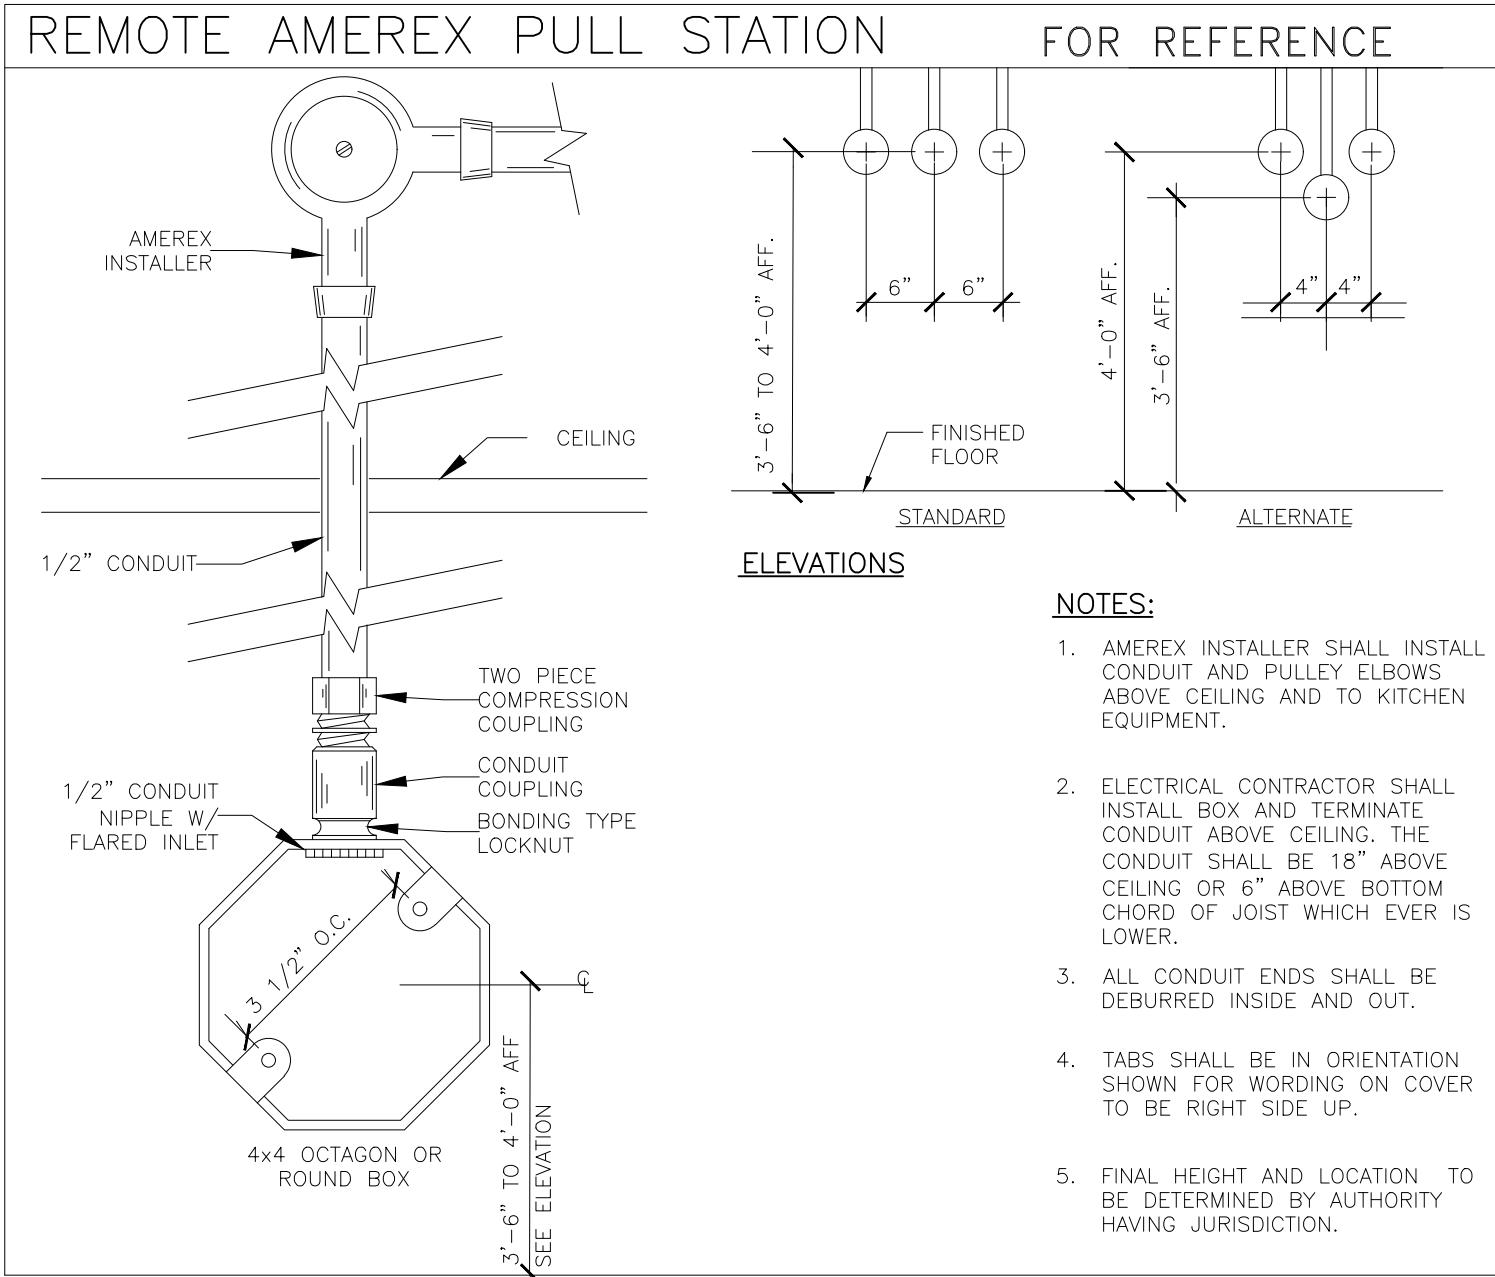 REMOTE AMEREX PULL STATION
FOR REFERENCE
AMEREX
INSTALLER
CEILING
1/2" CONDUIT
TWO PIECE
COMPRESSION
COUPLING
CONDUIT
COUPLING
1/2" CONDUIT
NIPPLE W/
FLARED INLET
BONDING TYPE
LOCKNUT
3 1/2" O.C.
℄
3'-6" TO 4'-0" AFF
SEE ELEVATION
4x4 OCTAGON OR
ROUND BOX
3'-6" TO 4'-0" AFF.
6"
6"
FINISHED
FLOOR
STANDARD
4'-0" AFF.
3'-6" AFF.
4"
4"
ALTERNATE
ELEVATIONS
NOTES:
1. AMEREX INSTALLER SHALL INSTALL
CONDUIT AND PULLEY ELBOWS
ABOVE CEILING AND TO KITCHEN
EQUIPMENT.
2. ELECTRICAL CONTRACTOR SHALL
INSTALL BOX AND TERMINATE
CONDUIT ABOVE CEILING. THE
CONDUIT SHALL BE 18" ABOVE
CEILING OR 6" ABOVE BOTTOM
CHORD OF JOIST WHICH EVER IS
LOWER.
3. ALL CONDUIT ENDS SHALL BE
DEBURRED INSIDE AND OUT.
4. TABS SHALL BE IN ORIENTATION
SHOWN FOR WORDING ON COVER
TO BE RIGHT SIDE UP.
5. FINAL HEIGHT AND LOCATION TO
BE DETERMINED BY AUTHORITY
HAVING JURISDICTION.